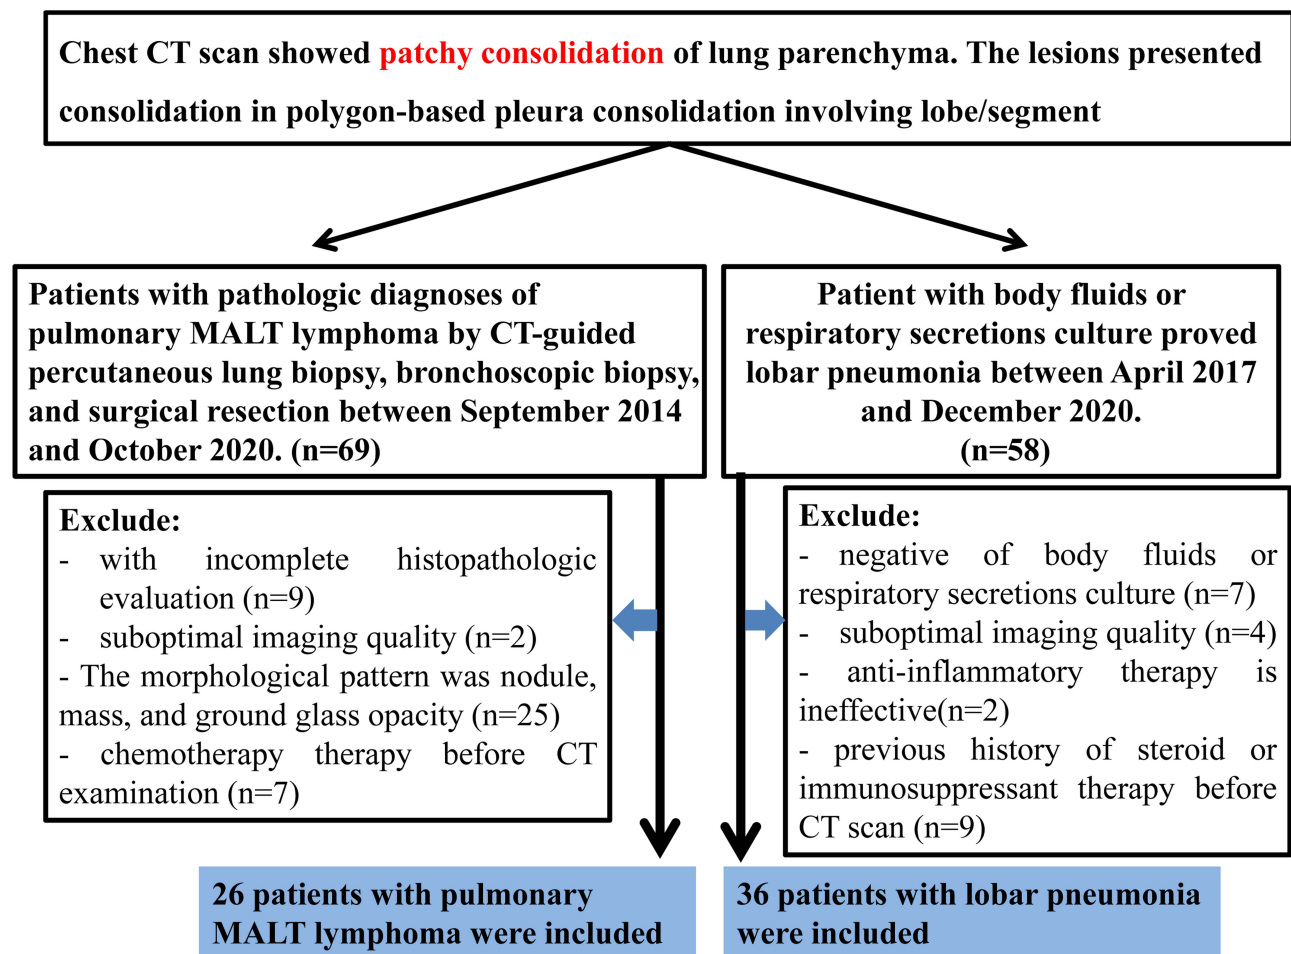 Chest CT scan showed patchy consolidation of lung parenchyma. The lesions presented
consolidation in polygon-based pleura consolidation involving lobe/segment
Patients with pathologic diagnoses of
pulmonary MALT lymphoma by CT-guided
percutaneous lung biopsy, bronchoscopic biopsy,
and surgical resection between September 2014
and October 2020. (n=69)
Patient with body fluids or
respiratory secretions culture proved
lobar pneumonia between April 2017
and December 2020.
(n=58)
Exclude:
- with incomplete histopathologic
evaluation (n=9)
- suboptimal imaging quality (n=2)
- The morphological pattern was nodule,
mass, and ground glass opacity (n=25)
- chemotherapy therapy before CT
examination (n=7)
Exclude:
- negative of body fluids or
respiratory secretions culture (n=7)
- suboptimal imaging quality (n=4)
- anti-inflammatory therapy is
ineffective(n=2)
- previous history of steroid or
immunosuppressant therapy before
CT scan (n=9)
26 patients with pulmonary
MALT lymphoma were included
36 patients with lobar pneumonia
were included